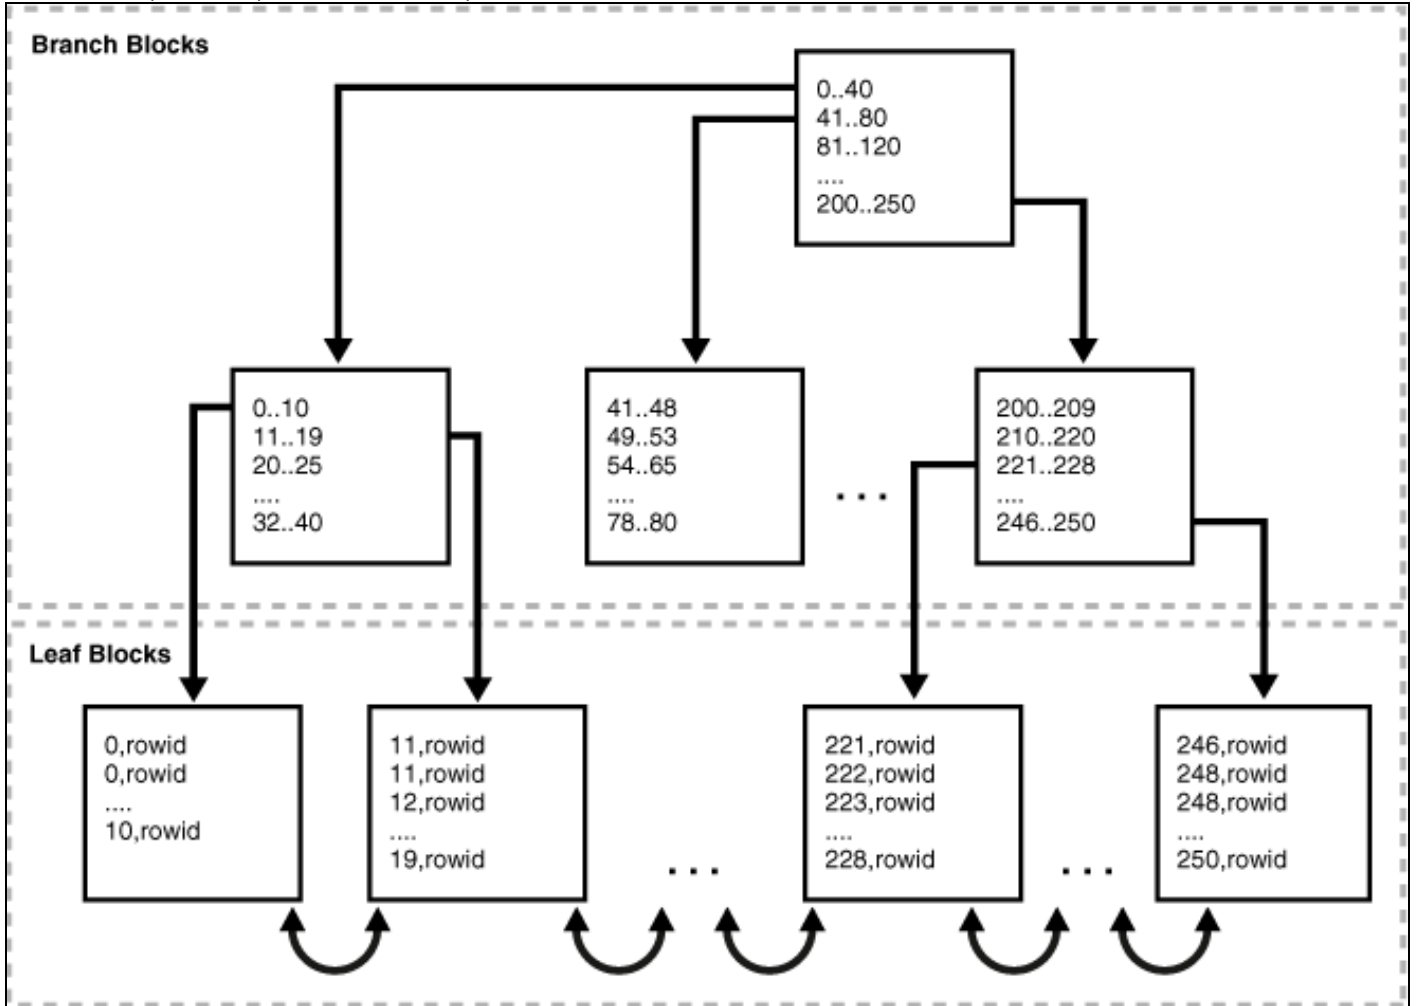 Branch Blocks
0..40
41..80
81..120
....
200..250
0..10
11..19
20..25
....
32..40
41..48
49..53
54..65
....
78..80
...
200..209
210..220
221..228
....
246..250
Leaf Blocks
0,rowid
0,rowid
....
10,rowid
11,rowid
11,rowid
12,rowid
....
19,rowid
...
221,rowid
222,rowid
223,rowid
....
228,rowid
...
246,rowid
248,rowid
248,rowid
....
250,rowid